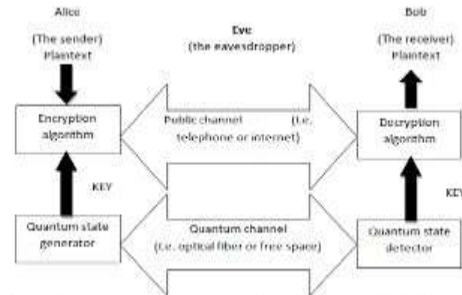 Alice
(The sender)
Plaintext
Eve
(the eavesdropper)
Bob
(The receiver)
Plaintext
Encryption
algorithm
Public channel (i.e.
telephone or internet)
Decryption
algorithm
KEY
KEY
Quantum state
generator
Quantum channel
(i.e. optical fiber or free space)
Quantum state
detector